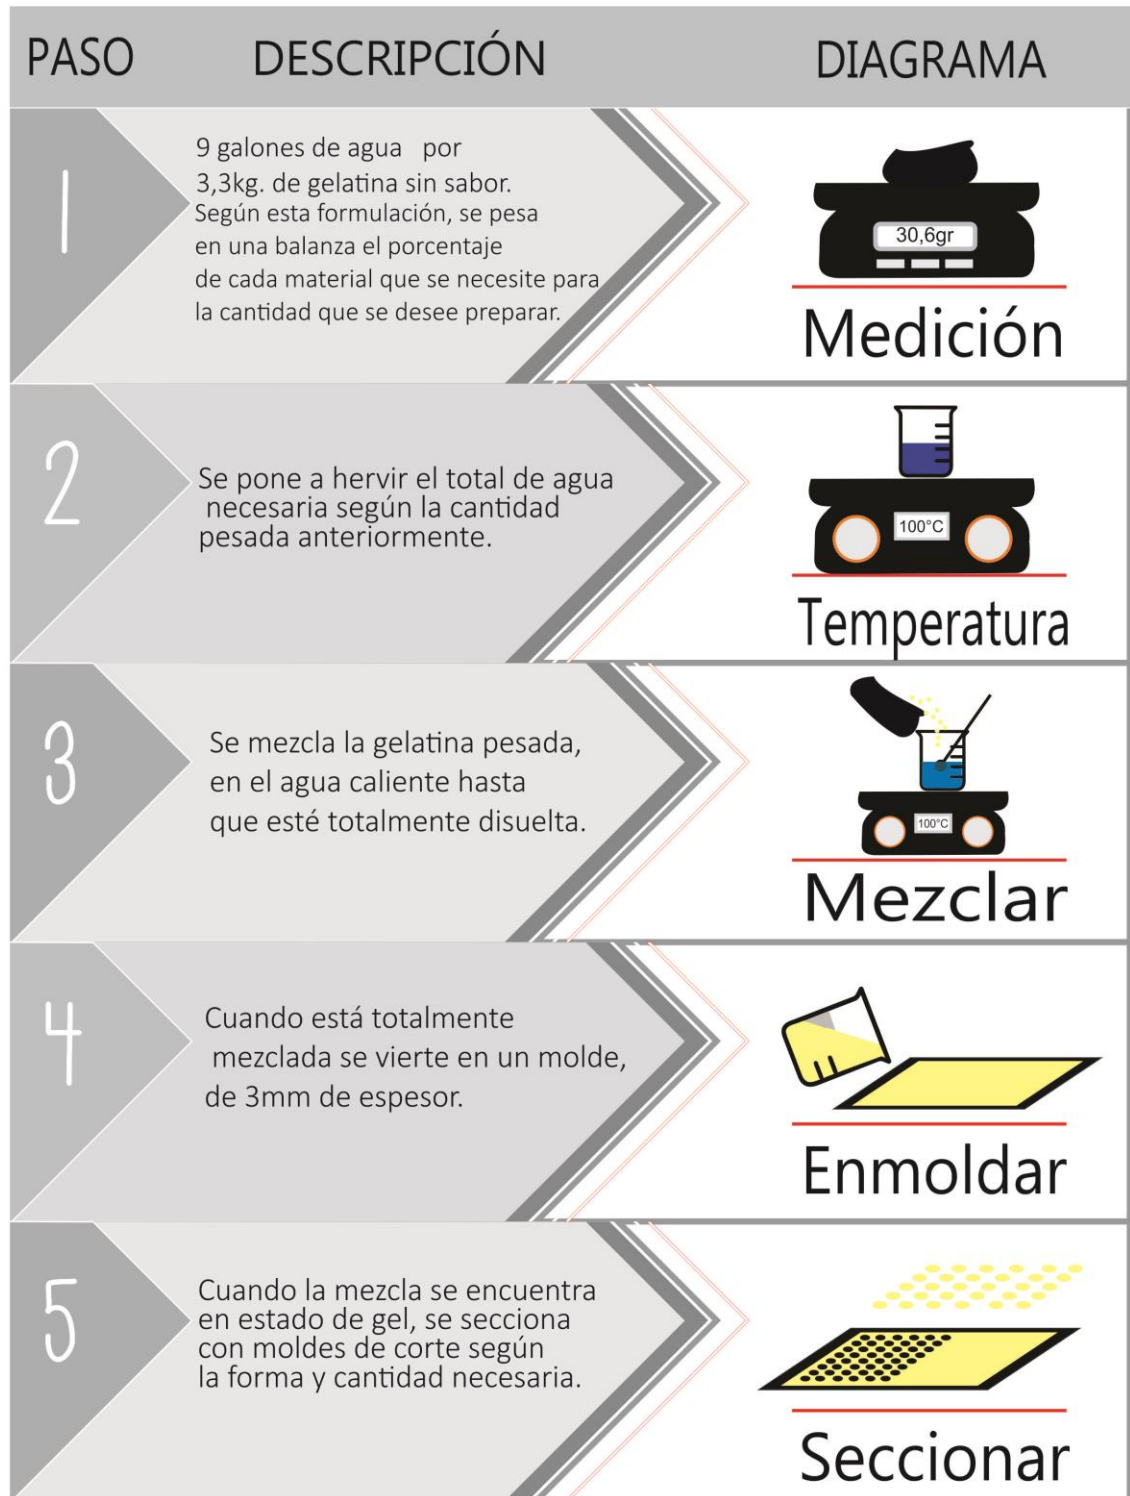 PASO DESCRIPCIÓN DIAGRAMA
1
9 galones de agua por
3,3kg. de gelatina sin sabor.
Según esta formulación, se pesa
en una balanza el porcentaje
de cada material que se necesite para
la cantidad que se desee preparar.
30,6gr
Medición
2
Se pone a hervir el total de agua
necesaria según la cantidad
pesada anteriormente.
100°C
Temperatura
3
Se mezcla la gelatina pesada,
en el agua caliente hasta
que esté totalmente disuelta.
100°C
Mezclar
4
Cuando está totalmente
mezclada se vierte en un molde,
de 3mm de espesor.
Enmoldar
5
Cuando la mezcla se encuentra
en estado de gel, se secciona
con moldes de corte según
la forma y cantidad necesaria.
Seccionar